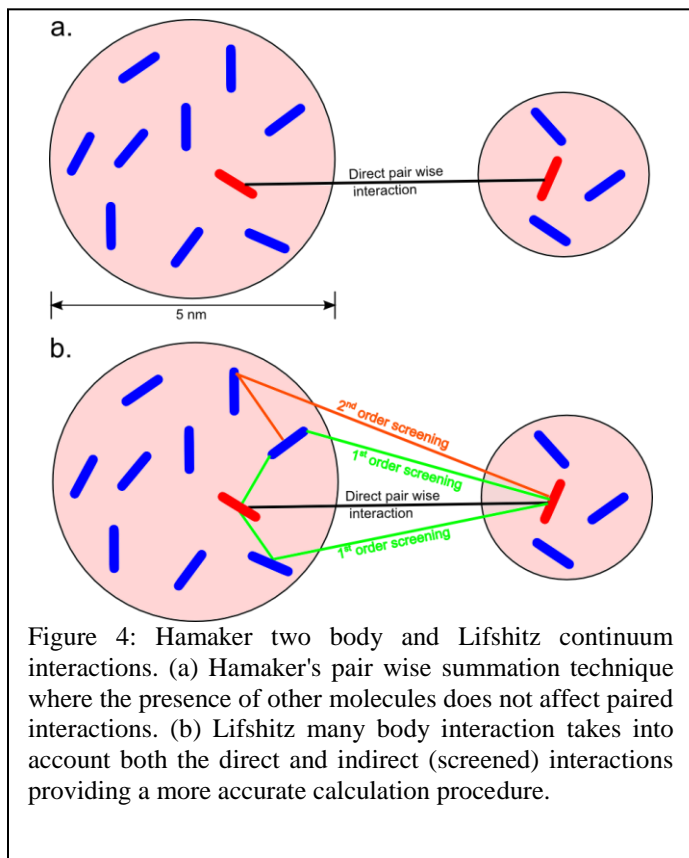 a.
Direct pair wise
interaction
5 nm
b.
2nd order screening
1st order screening
Direct pair wise
interaction
1st order screening
Figure 4: Hamaker two body and Lifshitz continuum
interactions. (a) Hamaker's pair wise summation technique
where the presence of other molecules does not affect paired
interactions. (b) Lifshitz many body interaction takes into
account both the direct and indirect (screened) interactions
providing a more accurate calculation procedure.